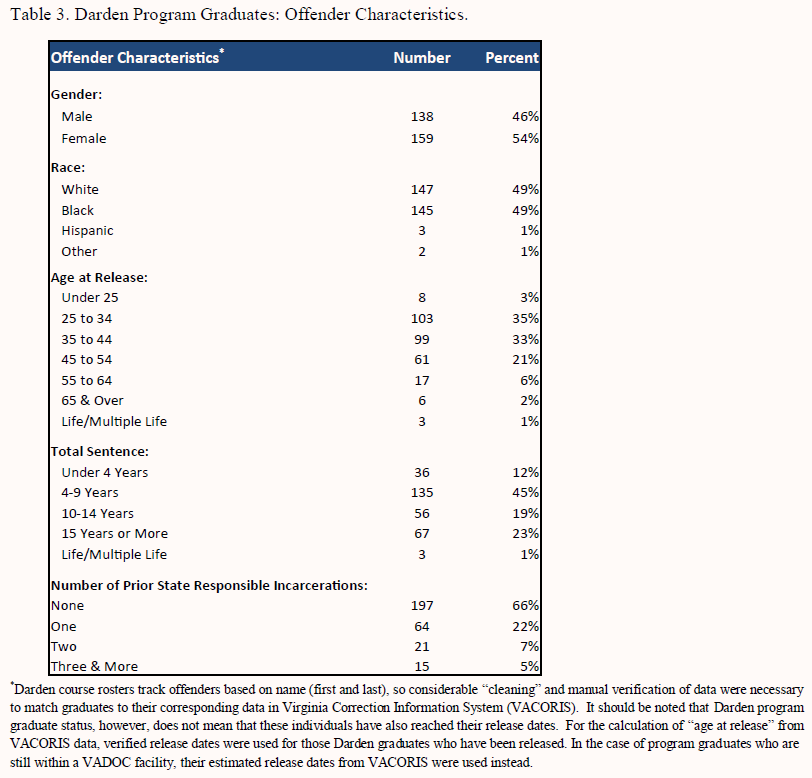 Table 3. Darden Program Graduates: Offender Characteristics.
Offender Characteristics* Number Percent
Gender:
Male 138 46%
Female 159 54%
Race:
White 147 49%
Black 145 49%
Hispanic 3 1%
Other 2 1%
Age at Release:
Under 25 8 3%
25 to 34 103 35%
35 to 44 99 33%
45 to 54 61 21%
55 to 64 17 6%
65 & Over 6 2%
Life/Multiple Life 3 1%
Total Sentence:
Under 4 Years 36 12%
4-9 Years 135 45%
10-14 Years 56 19%
15 Years or More 67 23%
Life/Multiple Life 3 1%
Number of Prior State Responsible Incarcerations:
None 197 66%
One 64 22%
Two 21 7%
Three & More 15 5%
*Darden course rosters track offenders based on name (first and last), so considerable “cleaning” and manual verification of data were necessary
to match graduates to their corresponding data in Virginia Correction Information System (VACORIS). It should be noted that Darden program
graduate status, however, does not mean that these individuals have also reached their release dates. For the calculation of “age at release” from
VACORIS data, verified release dates were used for those Darden graduates who have been released. In the case of program graduates who are
still within a VADOC facility, their estimated release dates from VACORIS were used instead.